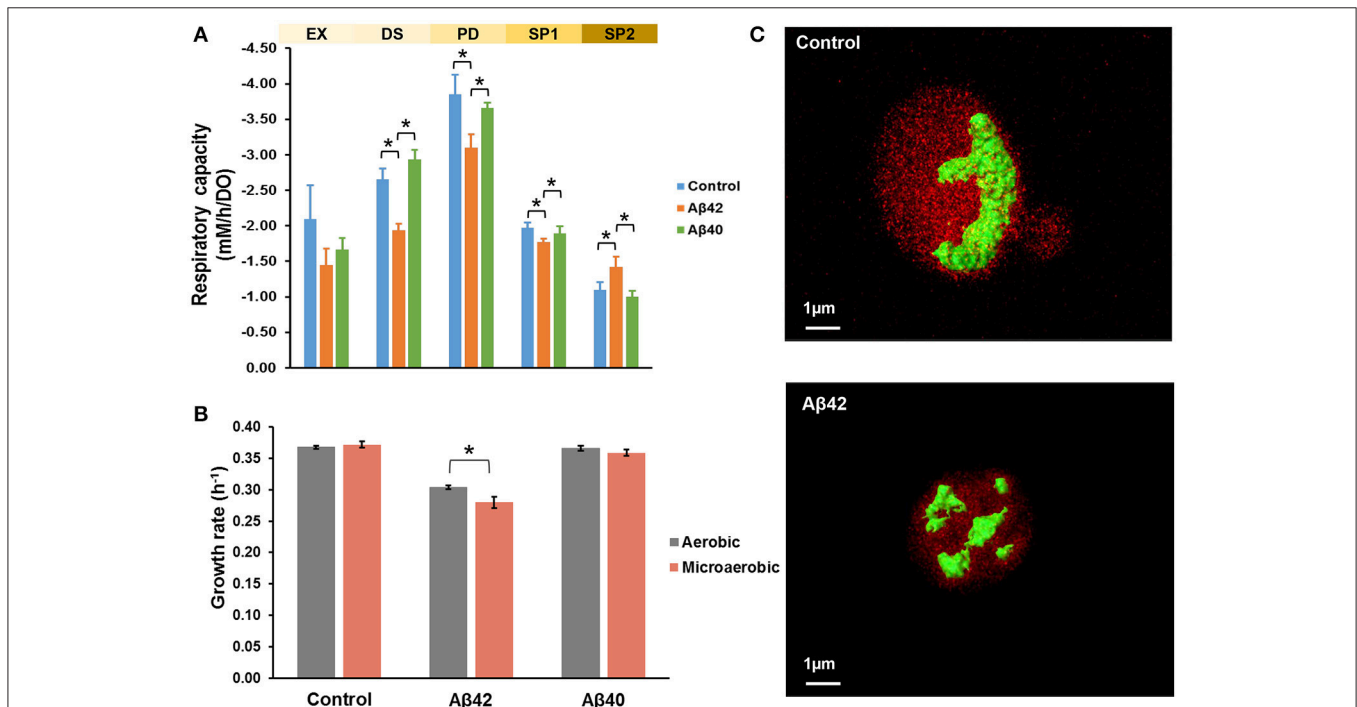 A
EX DS PD SP1 SP2
-4.50
-4.00
-3.50
-3.00
-2.50
-2.00
-1.50
-1.00
-0.50
0.00
Respiratory capacity
(mM/h/DO)
* * * * * * * *
Control
Aβ42
Aβ40
B
0.40
0.35
0.30
0.25
0.20
0.15
0.10
0.05
0.00
Growth rate (h⁻¹)
*
Aerobic
Microaerobic
Control Aβ42 Aβ40
C
Control
1µm
Aβ42
1µm